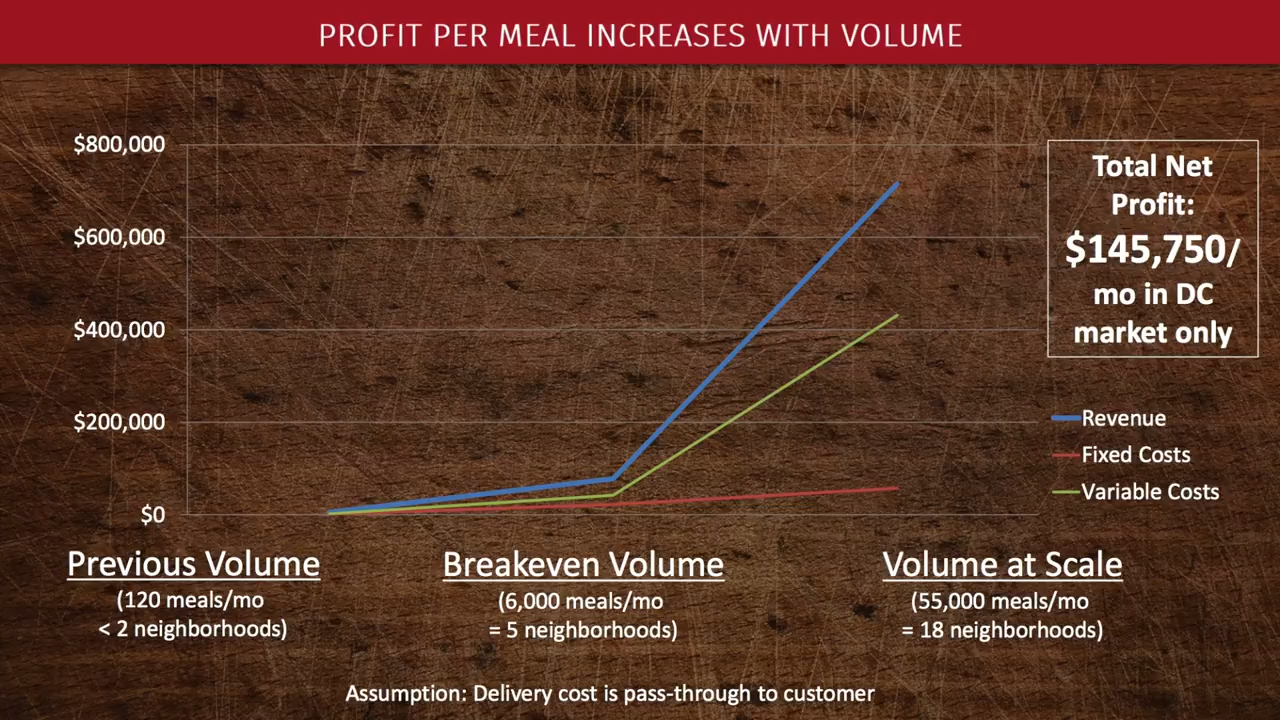 PROFIT PER MEAL INCREASES WITH VOLUME
$800,000
$600,000
$400,000
$200,000
$0
Total Net
Profit:
$145,750/
mo in DC
market only
Revenue
Fixed Costs
Variable Costs
Previous Volume
(120 meals/mo
< 2 neighborhoods)
Breakeven Volume
(6,000 meals/mo
= 5 neighborhoods)
Volume at Scale
(55,000 meals/mo
= 18 neighborhoods)
Assumption: Delivery cost is pass-through to customer